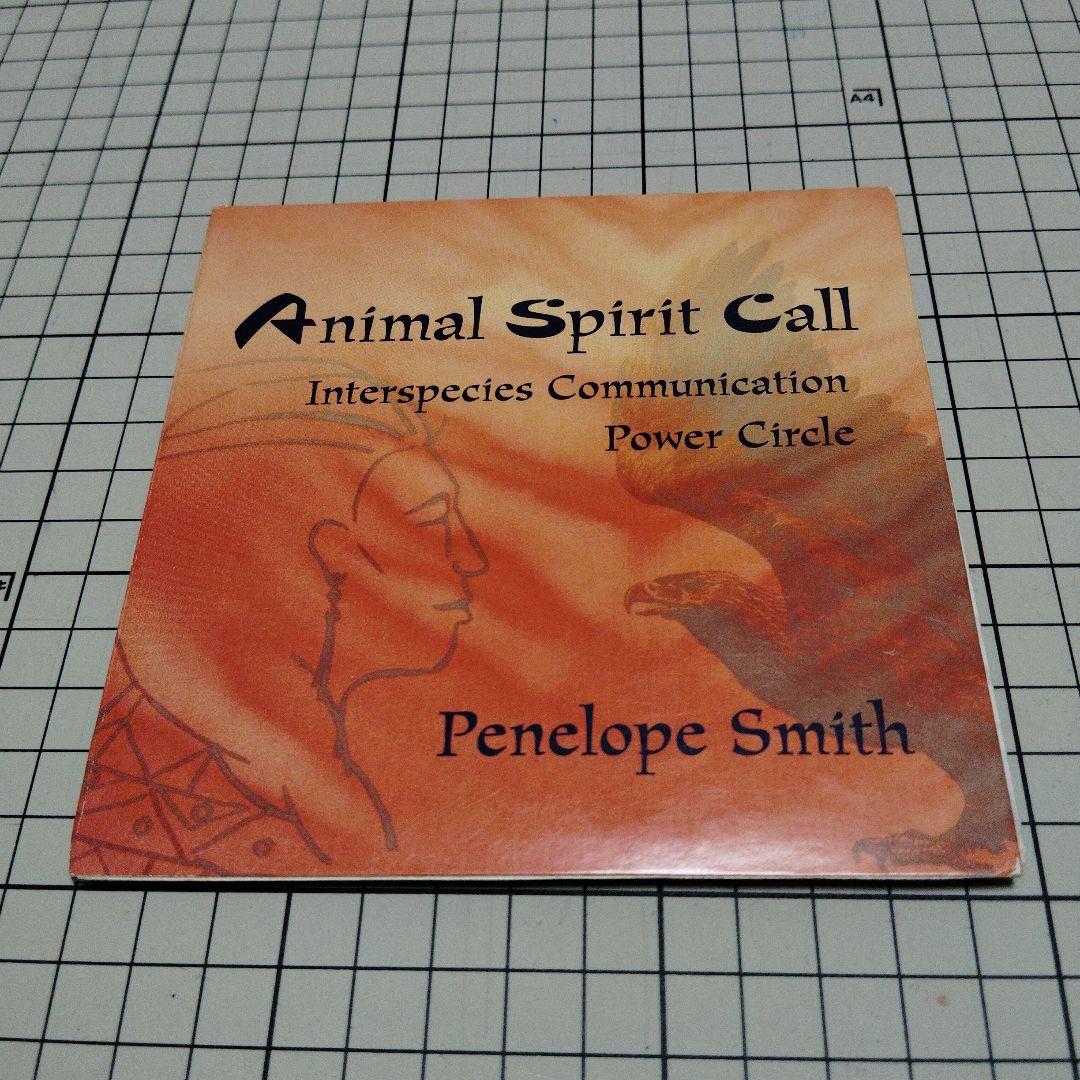 A4
Animal Spirit Call
Interspecies Communication
Power Circle
Penelope Smith